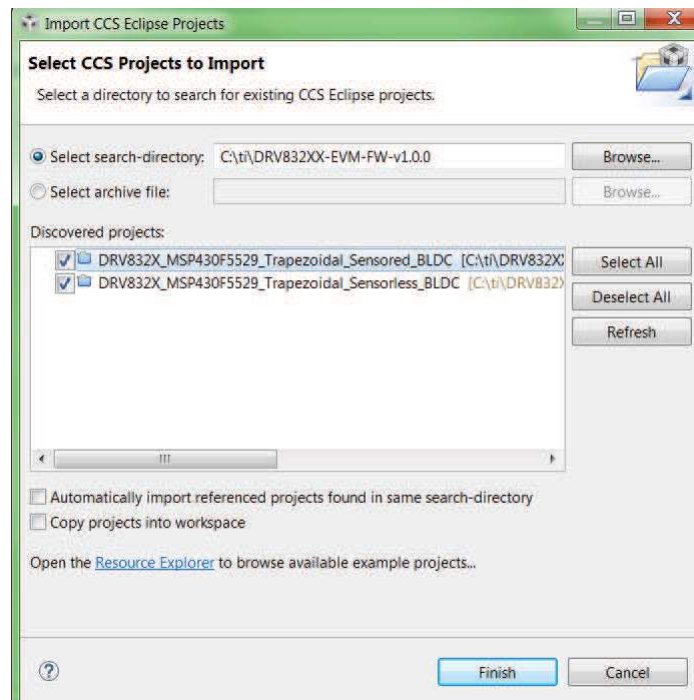 Import CCS Eclipse Projects
Select CCS Projects to Import
Select a directory to search for existing CCS Eclipse projects.
Select search-directory: C:\ti\DRV832XX-EVM-FW-v1.0.0 Browse...
Select archive file: Browse...
Discovered projects:
DRV832X_MSP430F5529_Trapezoidal_Sensored_BLDC [C:\ti\DRV832X
Select All
DRV832X_MSP430F5529_Trapezoidal_Sensorless_BLDC [C:\ti\DRV832
Deselect All
Refresh
Automatically import referenced projects found in same search-directory
Copy projects into workspace
Open the Resource Explorer to browse available example projects...
Finish Cancel